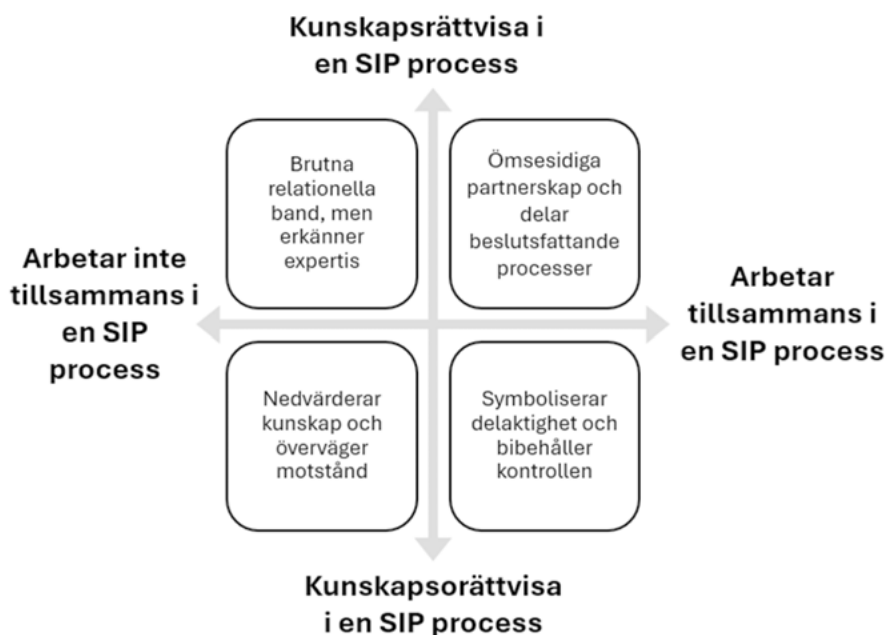 Kunskapsrättvisa i
en SIP process
Brutna
relationella
band, men
erkänner
expertis
Ömsesidiga
partnerskap och
delar
beslutsfattande
processer
Arbetar inte
tillsammans i
en SIP
process
Arbetar
tillsammans i
en SIP process
Nedvärderar
kunskap och
överväger
motstånd
Symboliserar
delaktighet och
bibehåller
kontrollen
Kunskapsorättvisa
i en SIP process